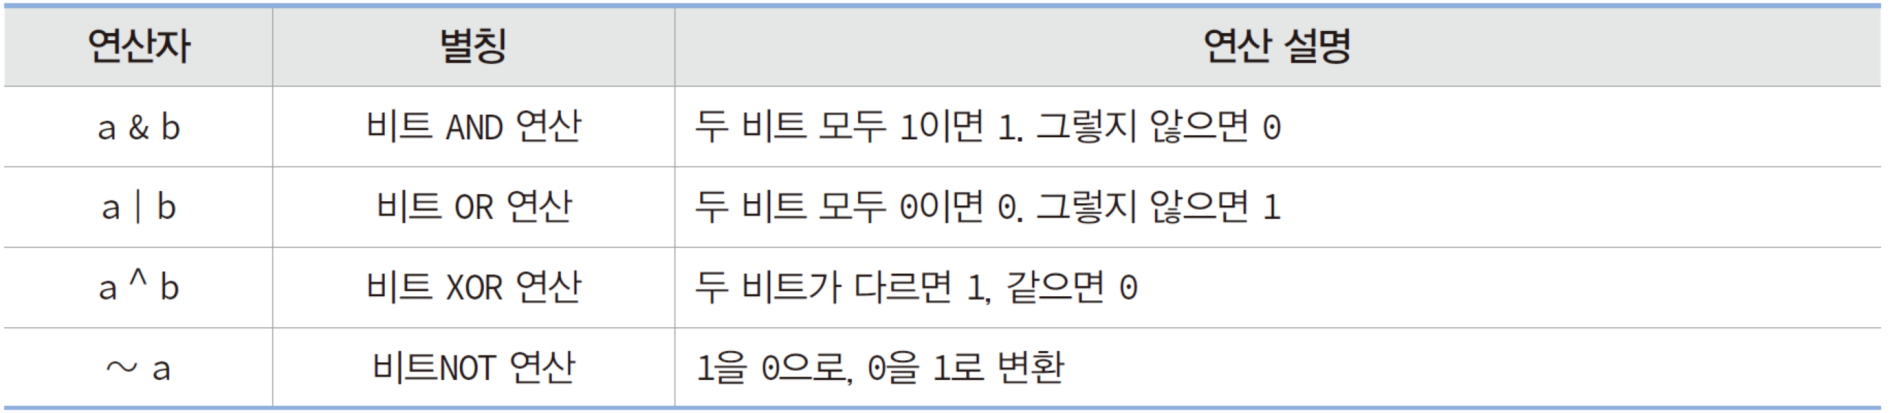 연산자 별칭 연산 설명
a & b 비트 AND 연산 두 비트 모두 1이면 1. 그렇지 않으면 0
a | b 비트 OR 연산 두 비트 모두 0이면 0. 그렇지 않으면 1
a ^ b 비트 XOR 연산 두 비트가 다르면 1, 같으면 0
~ a 비트NOT 연산 1을 0으로, 0을 1로 변환